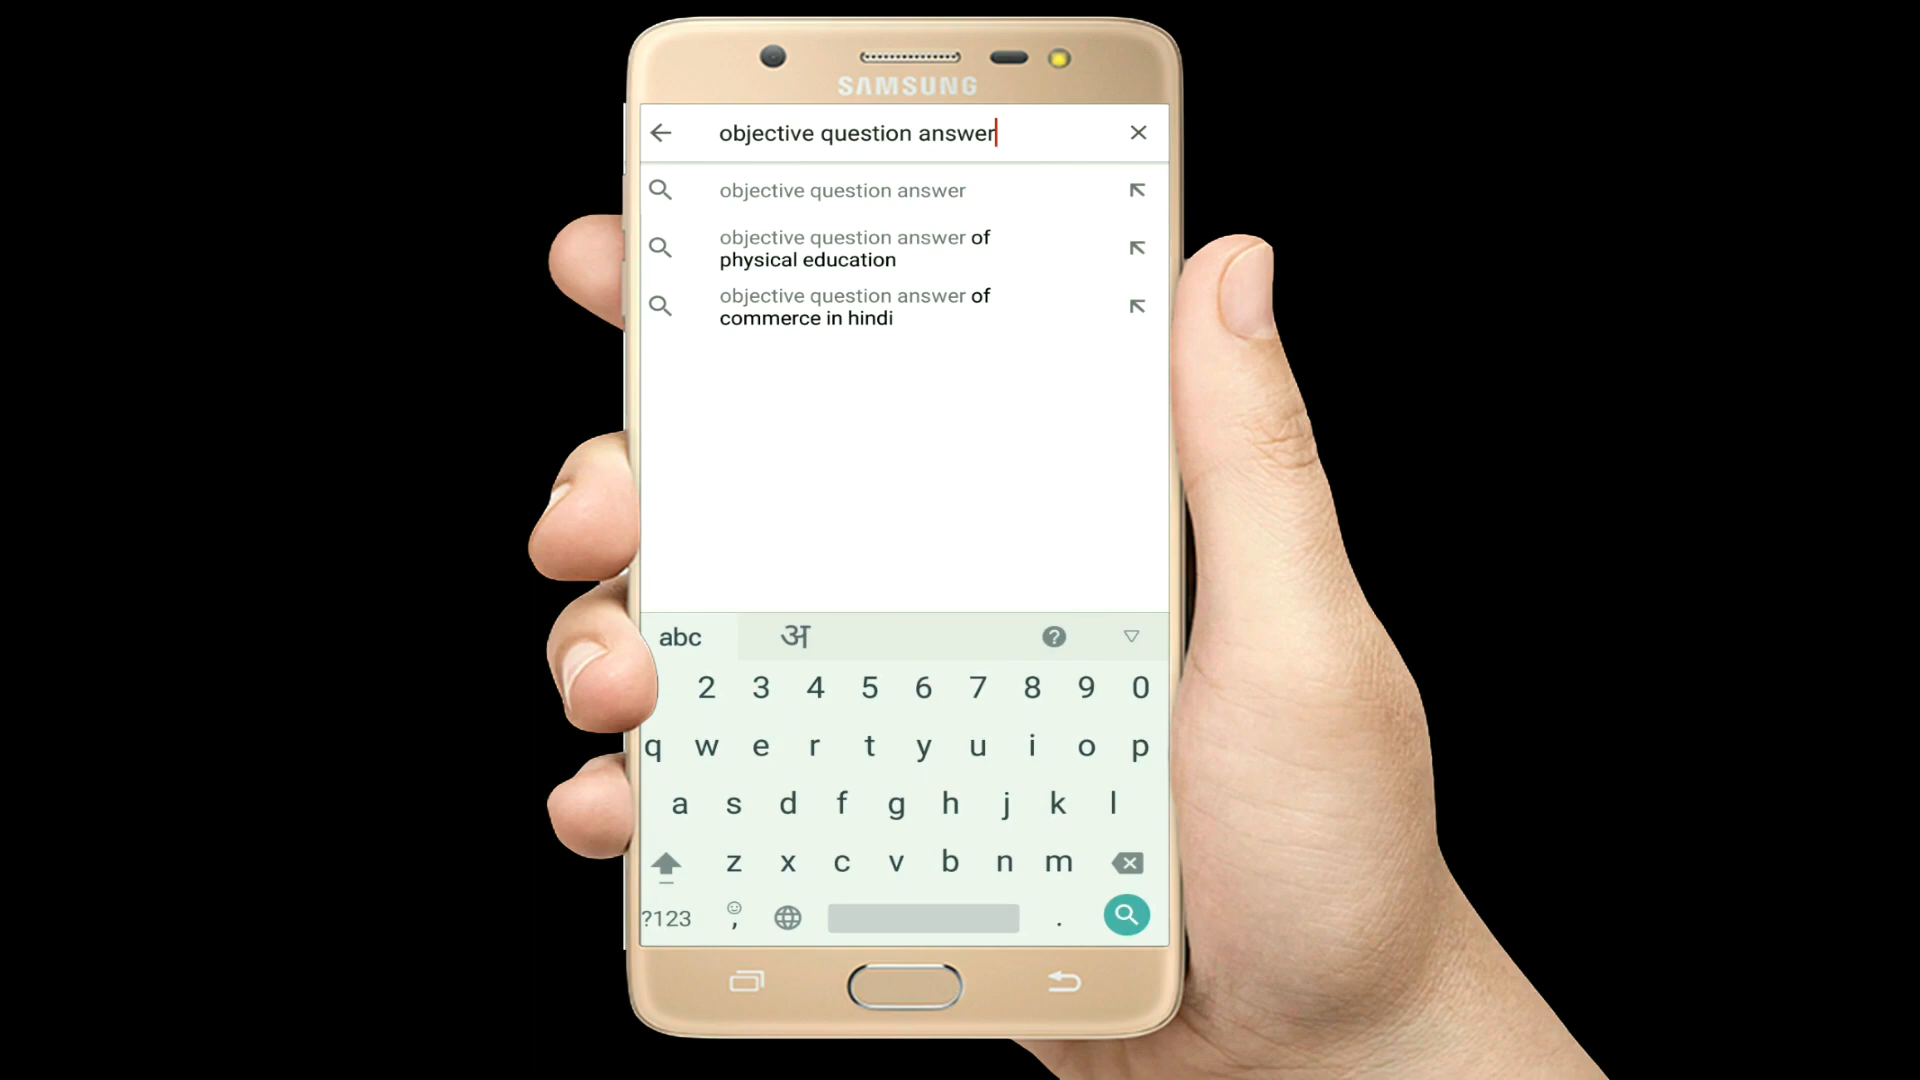 SAMSUNG
objective question answer
objective question answer
objective question answer of
physical education
objective question answer of
commerce in hindi
abc अ ?
2 3 4 5 6 7 8 9 0
q w e r t y u i o p
a s d f g h j k l
z x c v b n m
?123 , .